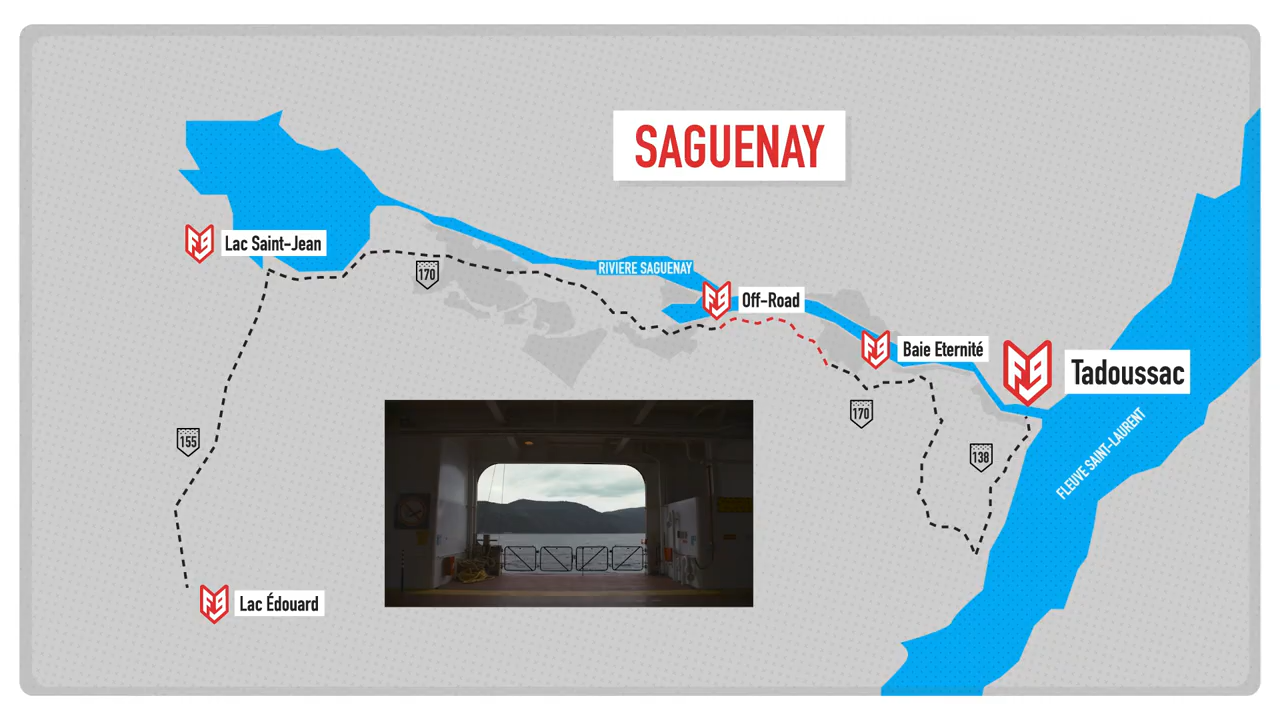 SAGUENAY
Lac Saint-Jean
170
RIVIERE SAGUENAY
Off-Road
Baie Eternité
Tadoussac
170
155
138
FLEUVE SAINT-LAURENT
Lac Édouard